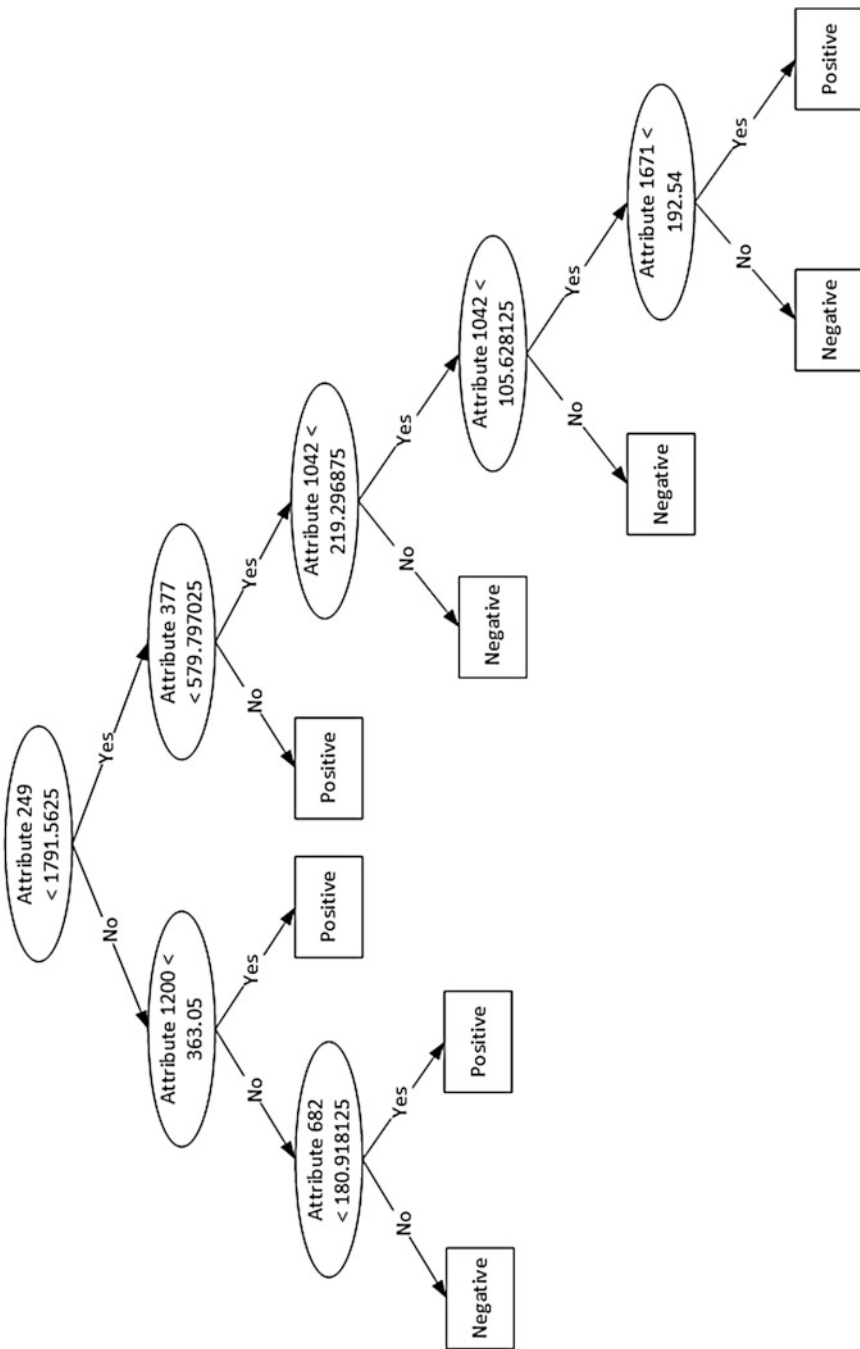 Attribute 249
< 1791.5625
No
Yes
Attribute 1200 <
363.05
Attribute 377
< 579.797025
No
Yes
No
Yes
Attribute 682
< 180.918125
Positive
Positive
Attribute 1042 <
219.296875
No
Yes
No
Yes
Negative
Positive
Negative
Attribute 1042 <
105.628125
No
Yes
Negative
Attribute 1671 <
192.54
No
Yes
Negative
Positive